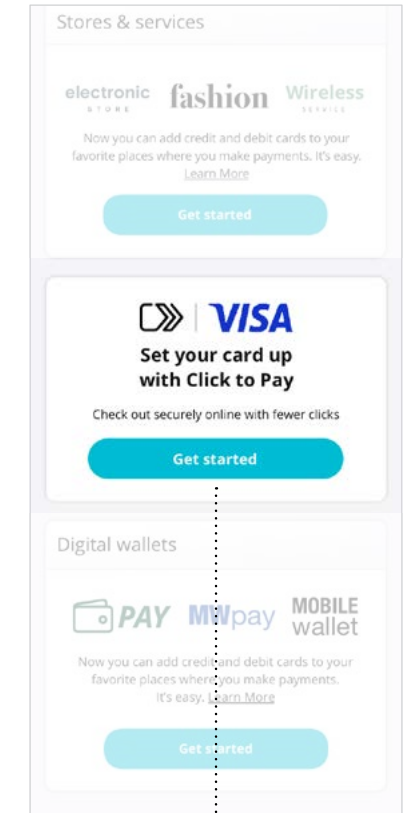 Stores & services
electronic fashion Wireless
STORE SERVICE
Now you can add credit and debit cards to your
favorite places where you make payments. It's easy.
Learn More
Get started
VISA
Set your card up
with Click to Pay
Check out securely online with fewer clicks
Get started
Digital wallets
PAY MWpay MOBILE
wallet
Now you can add credit and debit cards to your
favorite places where you make payments.
It's easy. Learn More
Get started